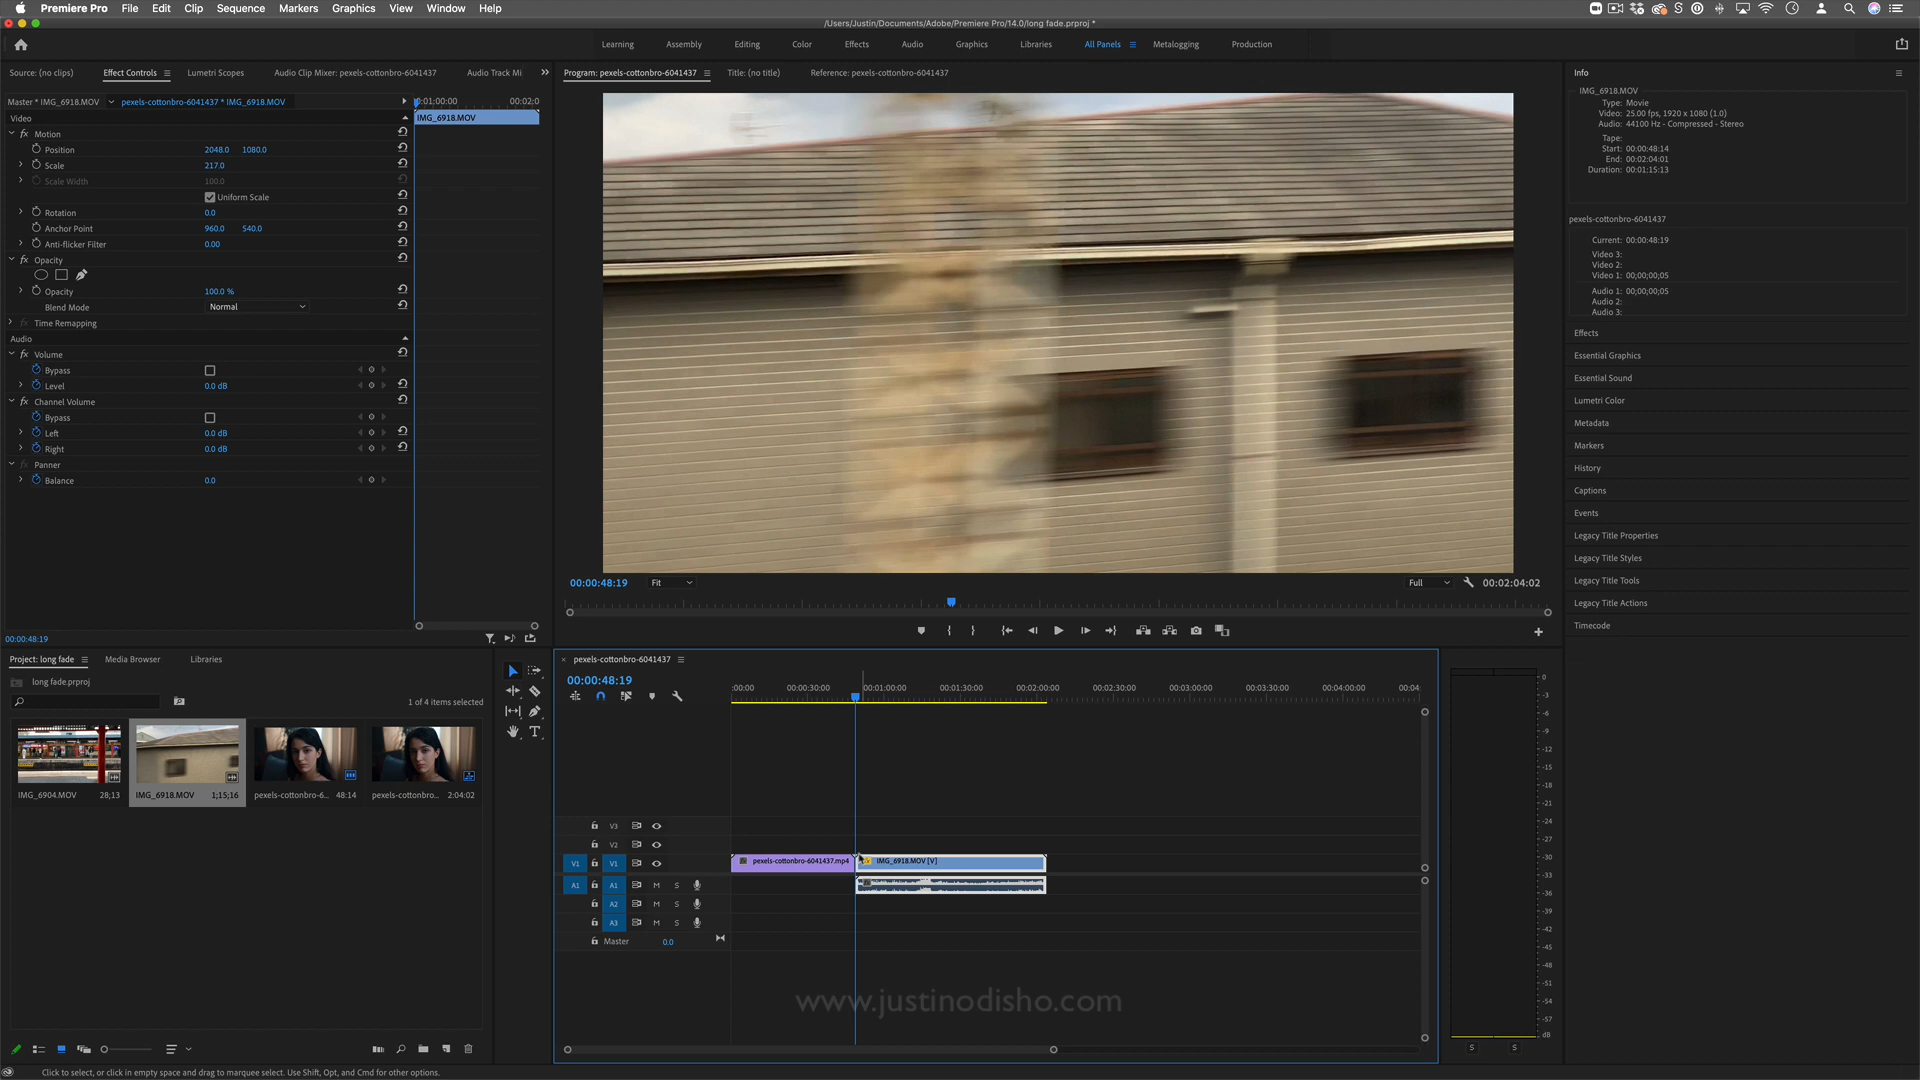 Premiere Pro File Edit Clip Sequence Markers Graphics View Window Help
/Users/Justin/Documents/Adobe/Premiere Pro/14.0/long fade.prproj *
Learning Assembly Editing Color Effects Audio Graphics Libraries All Panels Metalogging Production
Source: (no clips) Effect Controls Lumetri Scopes Audio Clip Mixer: pexels-cottonbro-6041437 Audio Track Mi
Program: pexels-cottonbro-6041437 Title: (no title) Reference: pexels-cottonbro-6041437
Info
Master * IMG_6918.MOV pexels-cottonbro-6041437 * IMG_6918.MOV
0:01:00:00 00:02:0
Video
IMG_6918.MOV
Motion
Position 2048.0 1080.0
Scale 217.0
Scale Width 100.0
Uniform Scale
Rotation 0.0
Anchor Point 960.0 540.0
Anti-flicker Filter 0.00
Opacity
Opacity 100.0 %
Blend Mode Normal
Time Remapping
Audio
Volume
Bypass
Level 0.0 dB
Channel Volume
Bypass
Left 0.0 dB
Right 0.0 dB
Panner
Balance 0.0
00:00:48:19
00:00:48:19 Fit Full 00:02:04:02
IMG_6918.MOV
Type: Movie
Video: 25.00 fps, 1920 x 1080 (1.0)
Audio: 44100 Hz - Compressed - Stereo
Tape:
Start: 00:00:48:14
End: 00:02:04:01
Duration: 00:01:15:13
pexels-cottonbro-6041437
Current: 00:00:48:19
Video 3:
Video 2:
Video 1: 00;00;00;05
Audio 1: 00;00;00;05
Audio 2:
Audio 3:
Effects
Essential Graphics
Essential Sound
Lumetri Color
Metadata
Markers
History
Captions
Events
Legacy Title Properties
Legacy Title Styles
Legacy Title Tools
Legacy Title Actions
Timecode
Project: long fade Media Browser Libraries
long fade.prproj
1 of 4 items selected
IMG_6904.MOV 28;13
IMG_6918.MOV 1;15;16
pexels-cottonbro-6... 48:14
pexels-cottonbro... 2:04:02
pexels-cottonbro-6041437
00:00:48:19
:00:00 00:00:30:00 00:01:00:00 00:01:30:00 00:02:00:00 00:02:30:00 00:03:00:00 00:03:30:00 00:04:00:00 00:04:
V3
V2
V1 V1 pexels-cottonbro-6041437.mp4 IMG_6918.MOV [V]
A1 A1 M S
A2 M S
A3 M S
Master 0.0
0
-3
-6
-9
-12
-15
-18
-21
-24
-27
-30
-33
-36
-39
-42
-45
-48
-51
-54
-57
dB
S S
www.justinodisho.com
Click to select, or click in empty space and drag to marquee select. Use Shift, Opt, and Cmd for other options.